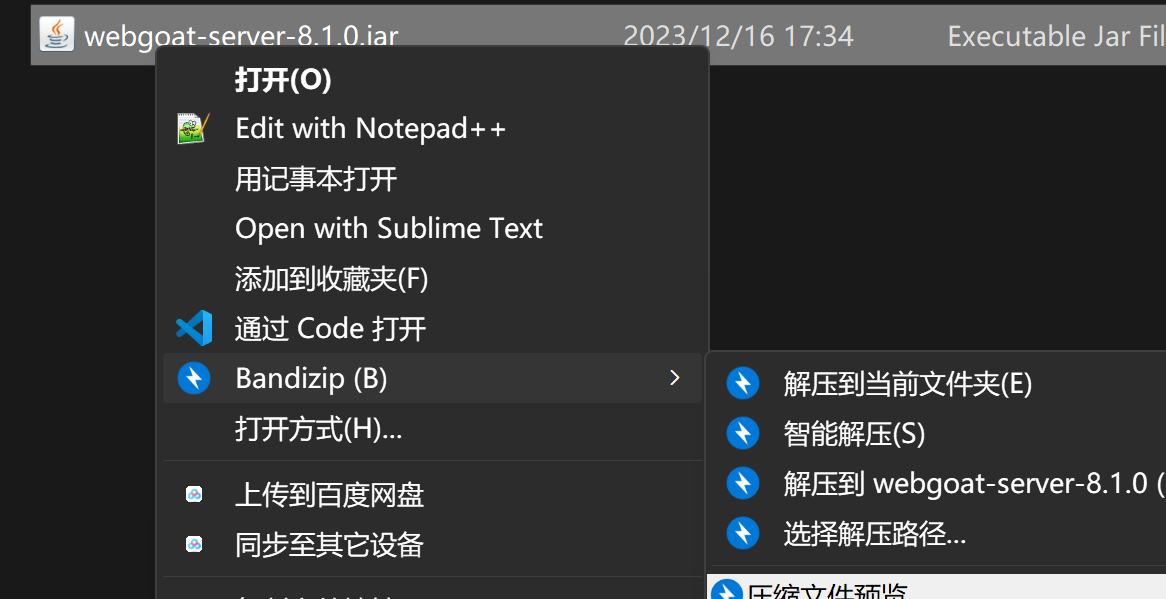 webgoat-server-8.1.0.jar 2023/12/16 17:34 Executable Jar Fil
打开(O)
Edit with Notepad++
用记事本打开
Open with Sublime Text
添加到收藏夹(F)
通过 Code 打开
Bandizip (B)
打开方式(H)...
上传到百度网盘
同步至其它设备
解压到当前文件夹(E)
智能解压(S)
解压到 webgoat-server-8.1.0 (
选择解压路径...
压缩文件预览